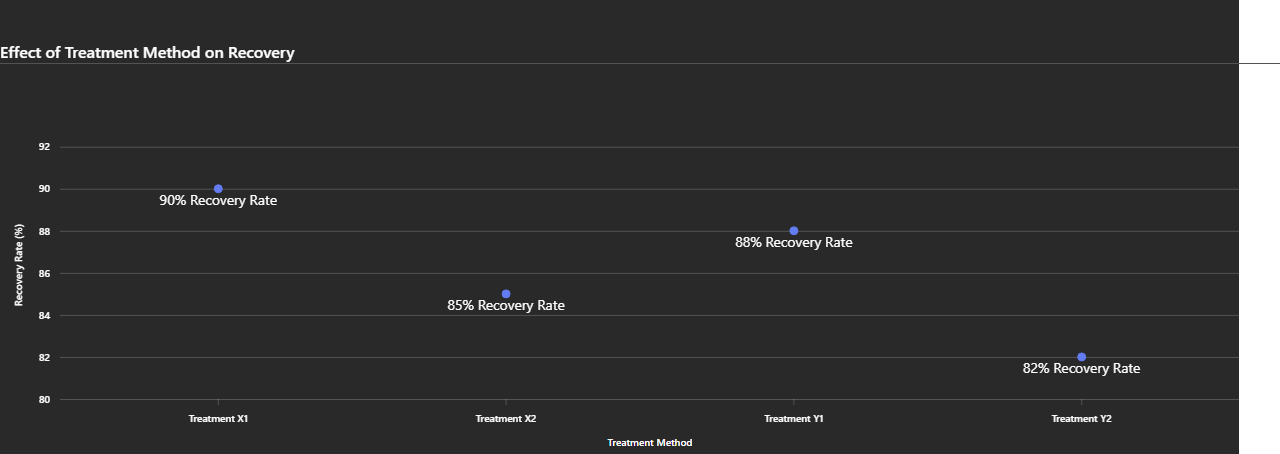 Effect of Treatment Method on Recovery
92
90
90% Recovery Rate
88
88% Recovery Rate
Recovery Rate (%)
86
85% Recovery Rate
84
82
82% Recovery Rate
80
Treatment X1
Treatment X2
Treatment Y1
Treatment Y2
Treatment Method